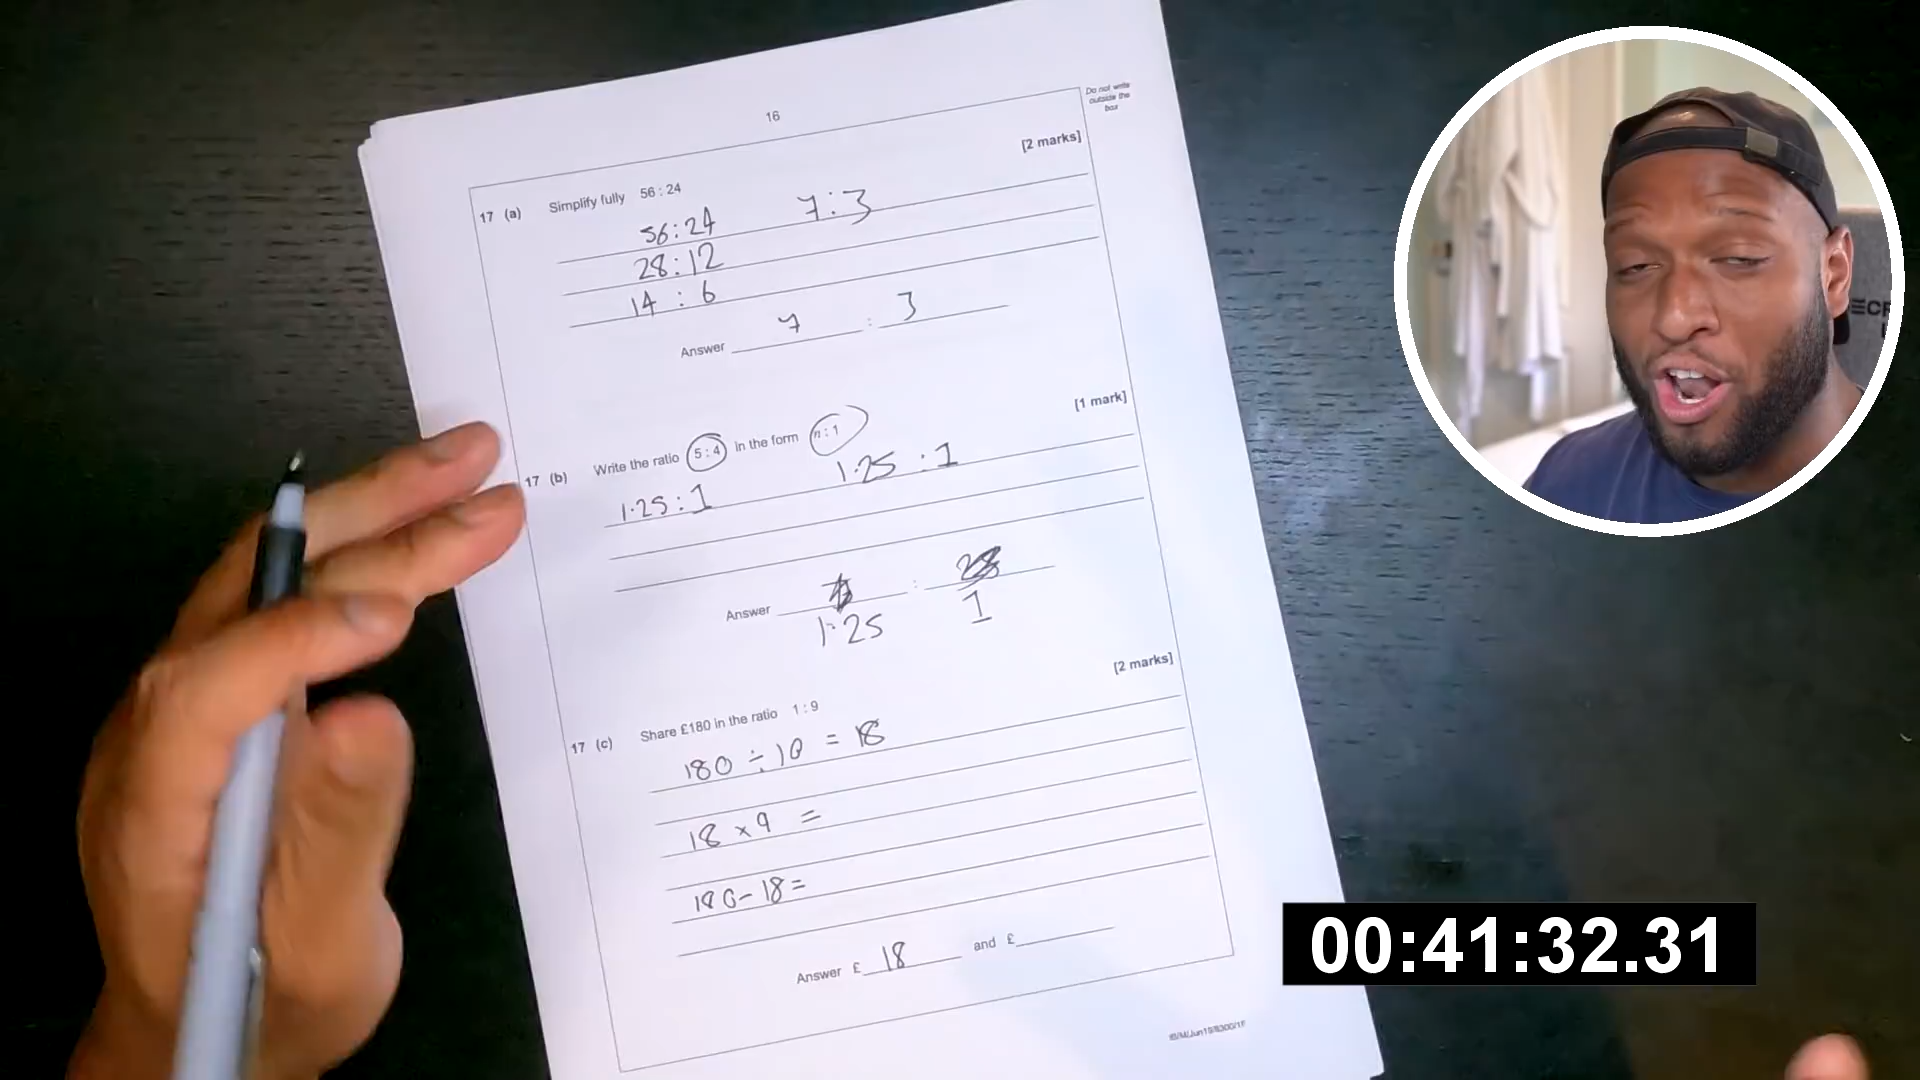 16
Do not write
outside the
box
[2 marks]
17 (a) Simplify fully 56 : 24
56:24 7:3
28:12
14 : 6
Answer 7 : 3
[1 mark]
17 (b) Write the ratio 5 : 4 in the form n : 1
1.25:1 1.25 : 1
Answer :
1.25 1
[2 marks]
17 (c) Share £180 in the ratio 1 : 9
180 ÷ 10 = 18
18 × 9 =
180 - 18 =
Answer £ 18 and £
00:41:32.31